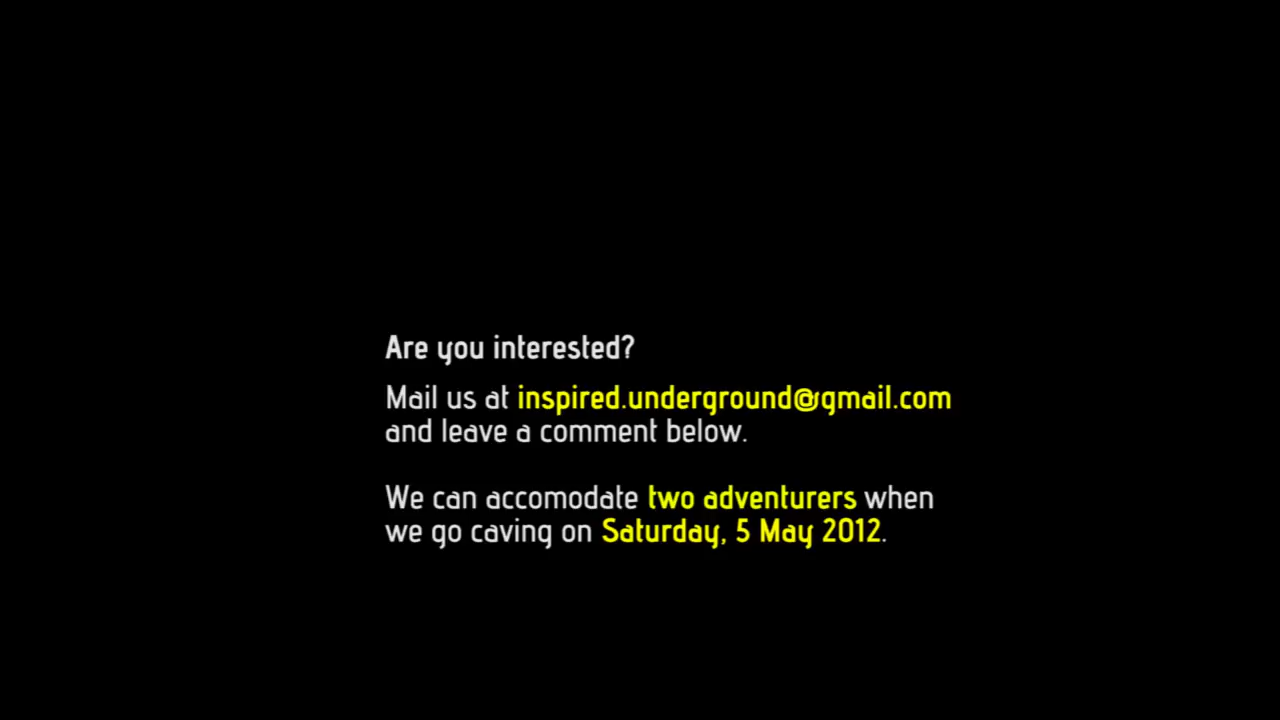 Are you interested?
Mail us at inspired.underground@gmail.com
and leave a comment below.
We can accomodate two adventurers when
we go caving on Saturday, 5 May 2012.